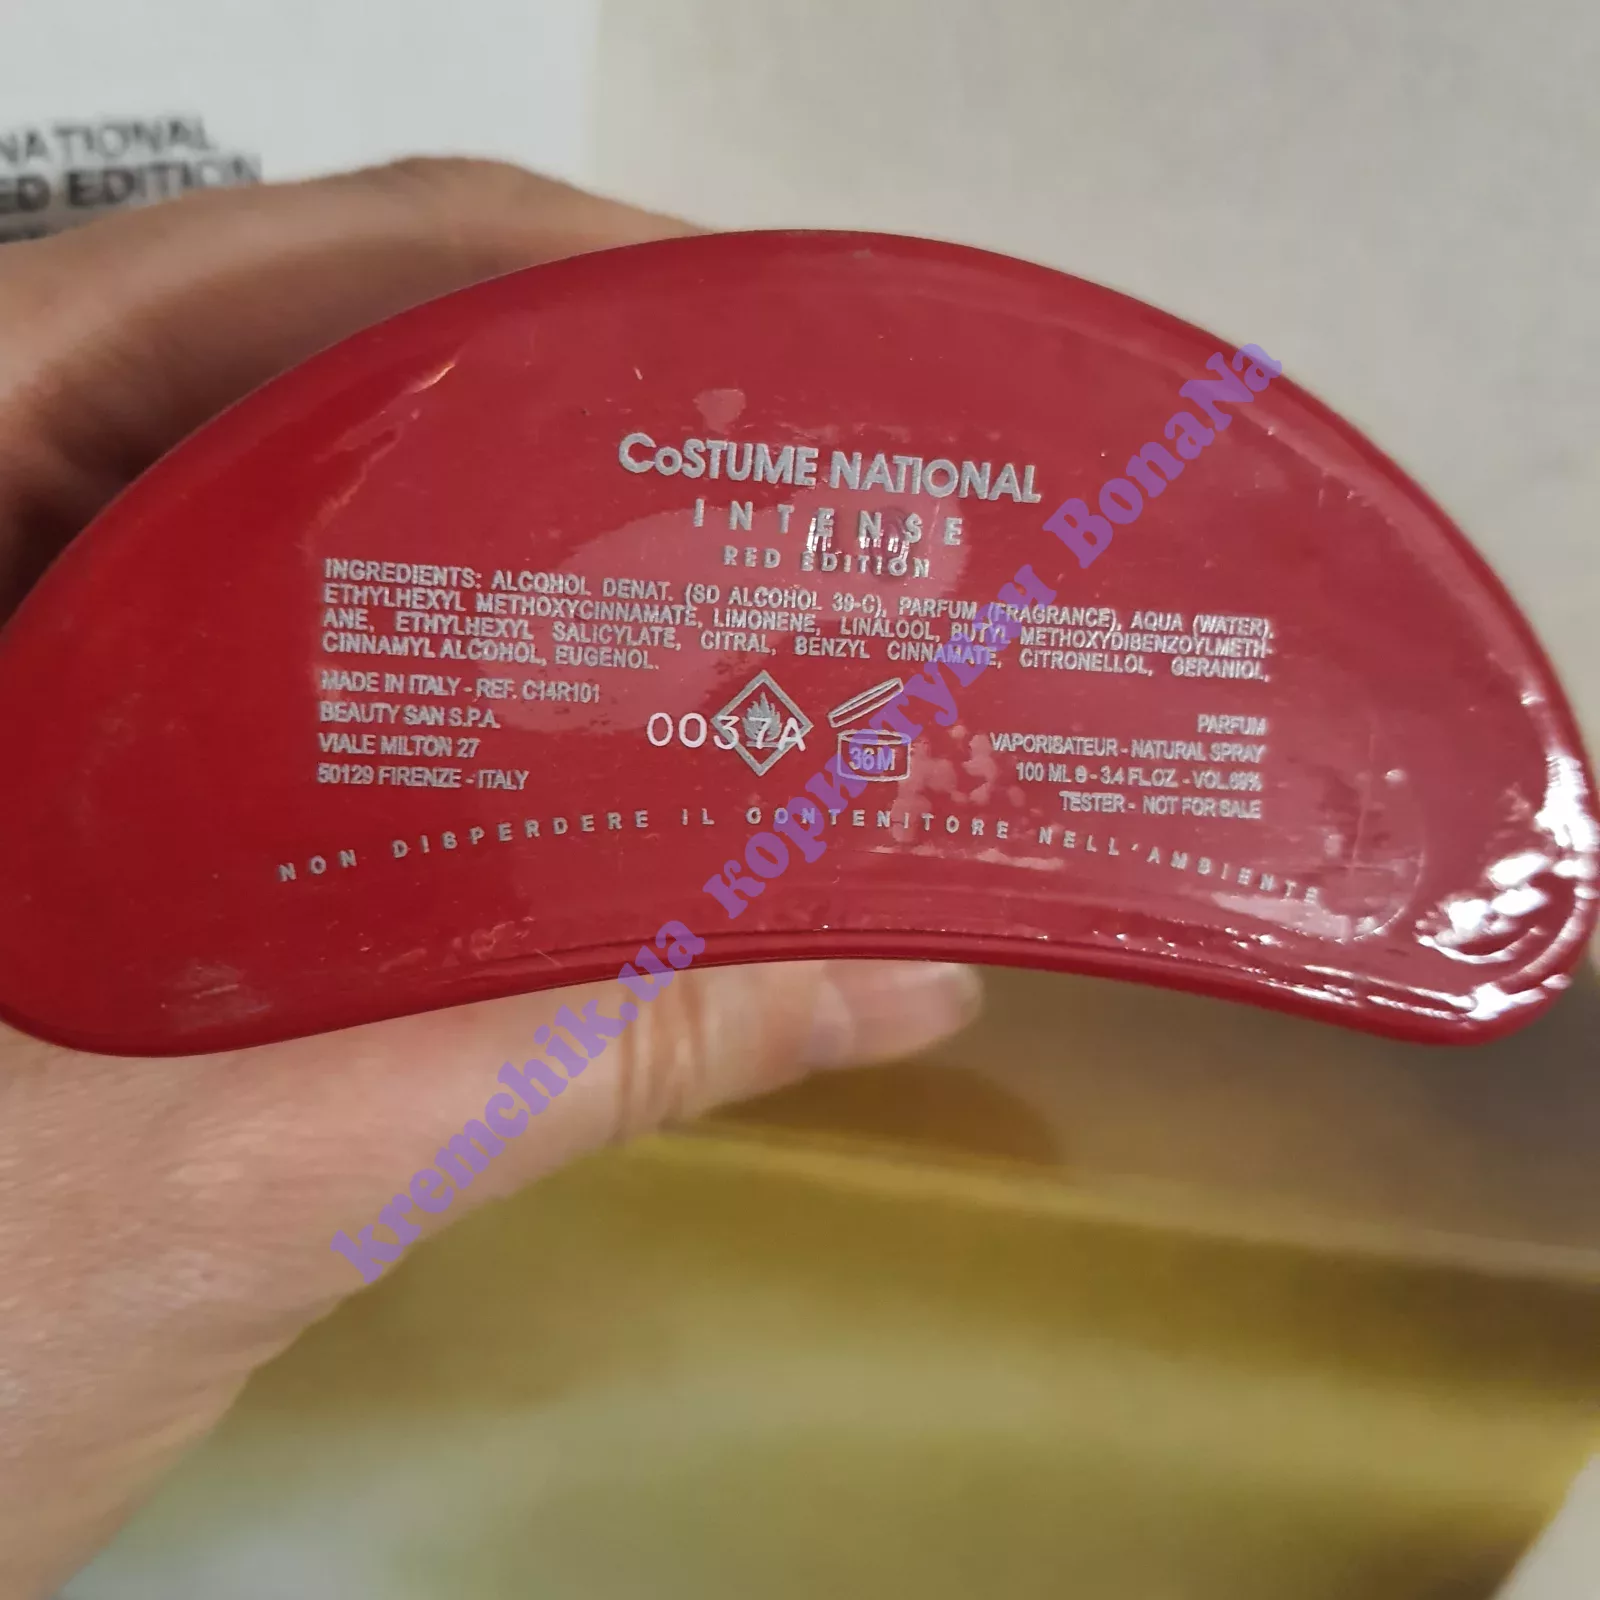 NATIONAL
ED EDITION
CoSTUME NATIONAL
INTENSE
RED EDITION
INGREDIENTS: ALCOHOL DENAT. (SD ALCOHOL 39-C), PARFUM (FRAGRANCE), AQUA (WATER),
ETHYLHEXYL METHOXYCINNAMATE, LIMONENE, LINALOOL, BUTYL METHOXYDIBENZOYLMETH-
ANE, ETHYLHEXYL SALICYLATE, CITRAL, BENZYL CINNAMATE, CITRONELLOL, GERANIOL,
CINNAMYL ALCOHOL, EUGENOL.
MADE IN ITALY - REF. C14R101
BEAUTY SAN S.P.A.
VIALE MILTON 27
50129 FIRENZE - ITALY
0037A
36M
PARFUM
VAPORISATEUR - NATURAL SPRAY
100 ML e - 3.4 FL.OZ. - VOL.69%
TESTER - NOT FOR SALE
NON DISPERDERE IL CONTENITORE NELL'AMBIENTE
kremchik.ua користувач BonaNa